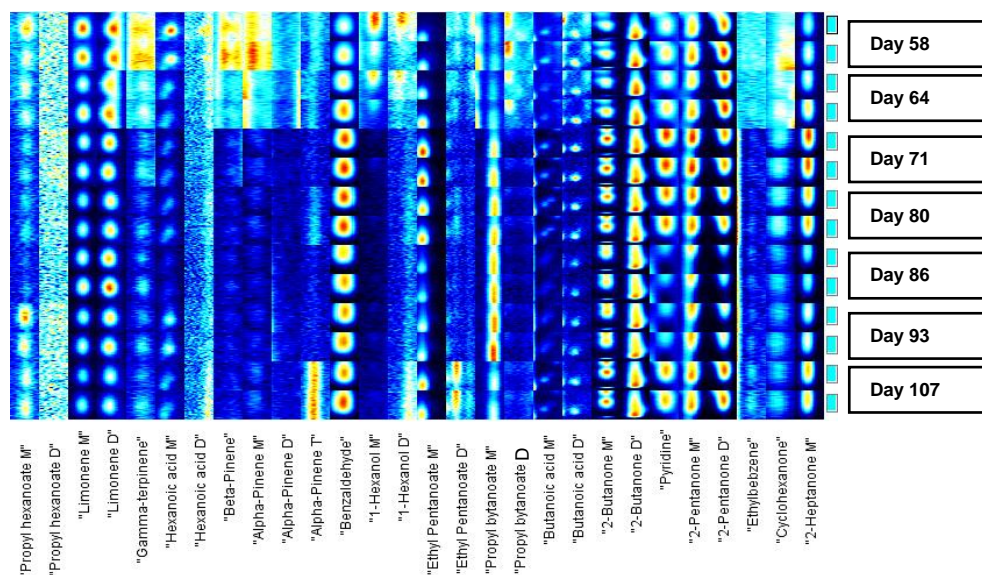 Day 58
Day 64
Day 71
Day 80
Day 86
Day 93
Day 107
"Propyl hexanoate M"
"Propyl hexanoate D"
"Limonene M"
"Limonene D"
"Gamma-terpinene"
"Hexanoic acid M"
"Hexanoic acid D"
"Beta-Pinene"
"Alpha-Pinene M"
"Alpha-Pinene D"
"Alpha-Pinene T"
"Benzaldehyde"
"1-Hexanol M"
"1-Hexanol D"
"Ethyl Pentanoate M"
"Ethyl Pentanoate D"
"Propyl bytanoate M"
"Propyl bytanoate D
"Butanoic acid M"
"Butanoic acid D"
"2-Butanone M"
"2-Butanone D"
"Pyridine"
"2-Pentanone M"
"2-Pentanone D"
"Ethylbebzene"
"Cyclohexanone"
"2-Heptanone M"